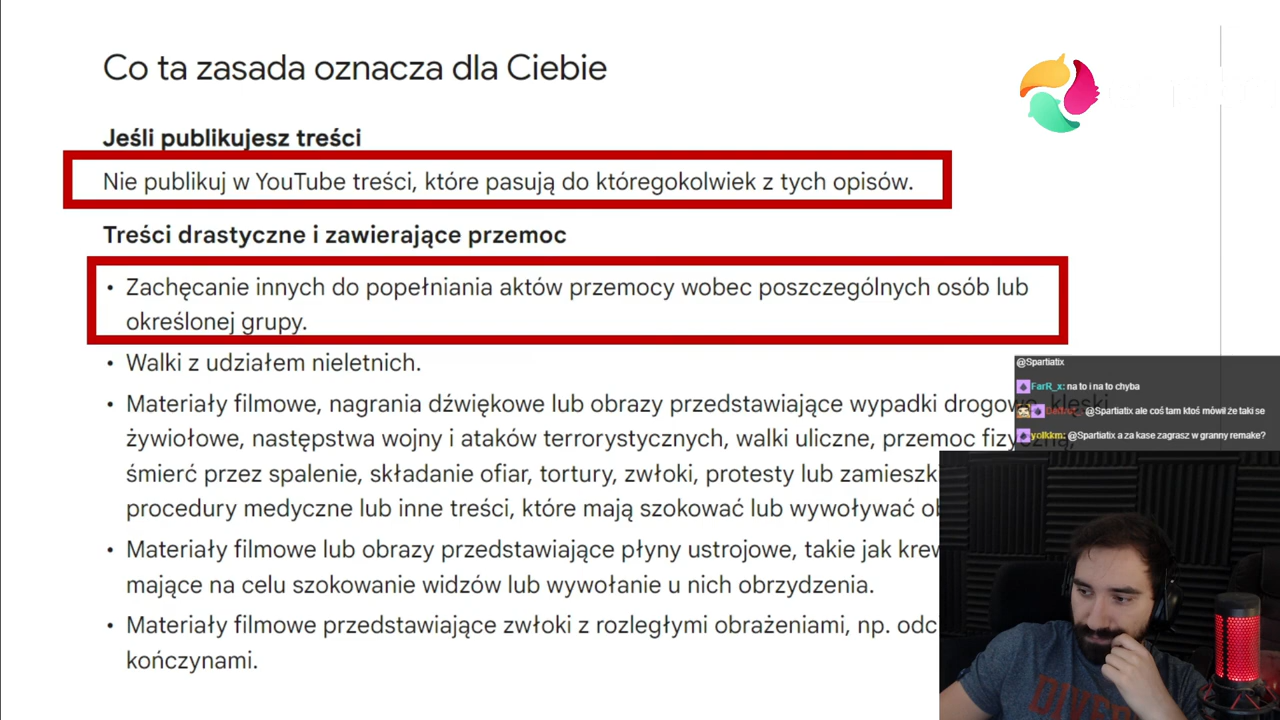 Co ta zasada oznacza dla Ciebie
Jeśli publikujesz treści
Nie publikuj w YouTube treści, które pasują do któregokolwiek z tych opisów.
Treści drastyczne i zawierające przemoc
• Zachęcanie innych do popełniania aktów przemocy wobec poszczególnych osób lub
określonej grupy.
• Walki z udziałem nieletnich.
• Materiały filmowe, nagrania dźwiękowe lub obrazy przedstawiające wypadki drogowe, klęski
żywiołowe, następstwa wojny i ataków terrorystycznych, walki uliczne, przemoc
śmierć przez spalenie, składanie ofiar, tortury, zwłoki, protesty lub zamieszk
procedury medyczne lub inne treści, które mają szokować lub wywoływać
• Materiały filmowe lub obrazy przedstawiające płyny ustrojowe, takie jak
mające na celu szokowanie widzów lub wywołanie u nich obrzydzenia.
• Materiały filmowe przedstawiające zwłoki z rozległymi obrażeniami, np. odc
kończynami.
@Spartiatix
FarR_x: na to i na to chyba
@Spartiatix ale coś tam ktoś mówił że taki se
yolkkm: @Spartiatix a za kase zagrasz w granny remake?
DIVE